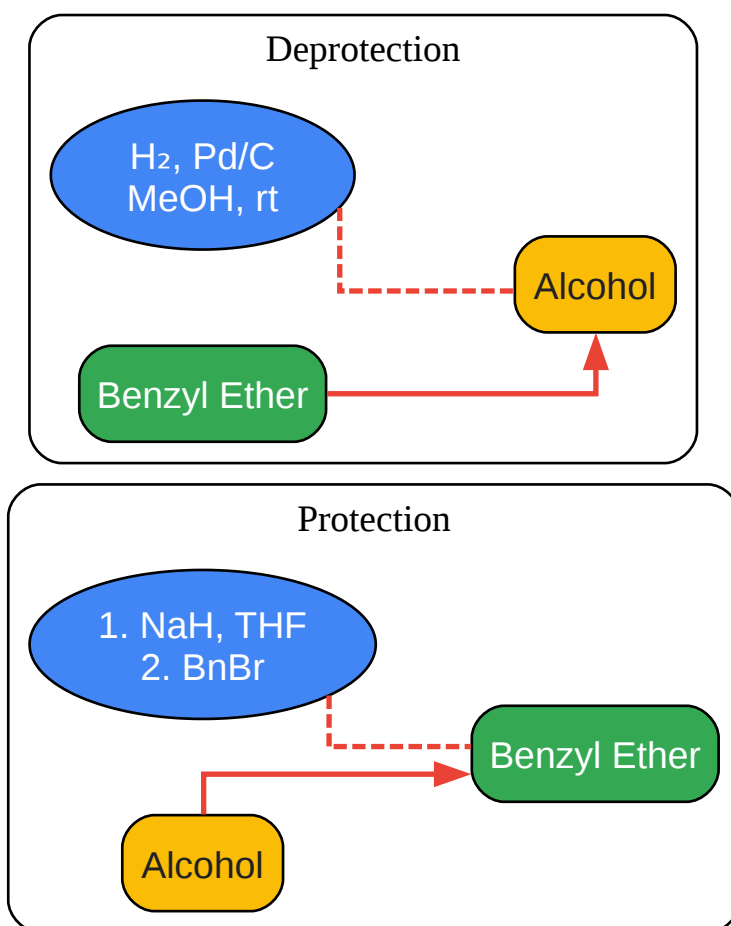 Deprotection
H₂, Pd/C
MeOH, rt
Alcohol
Benzyl Ether
Protection
1. NaH, THF
2. BnBr
Benzyl Ether
Alcohol